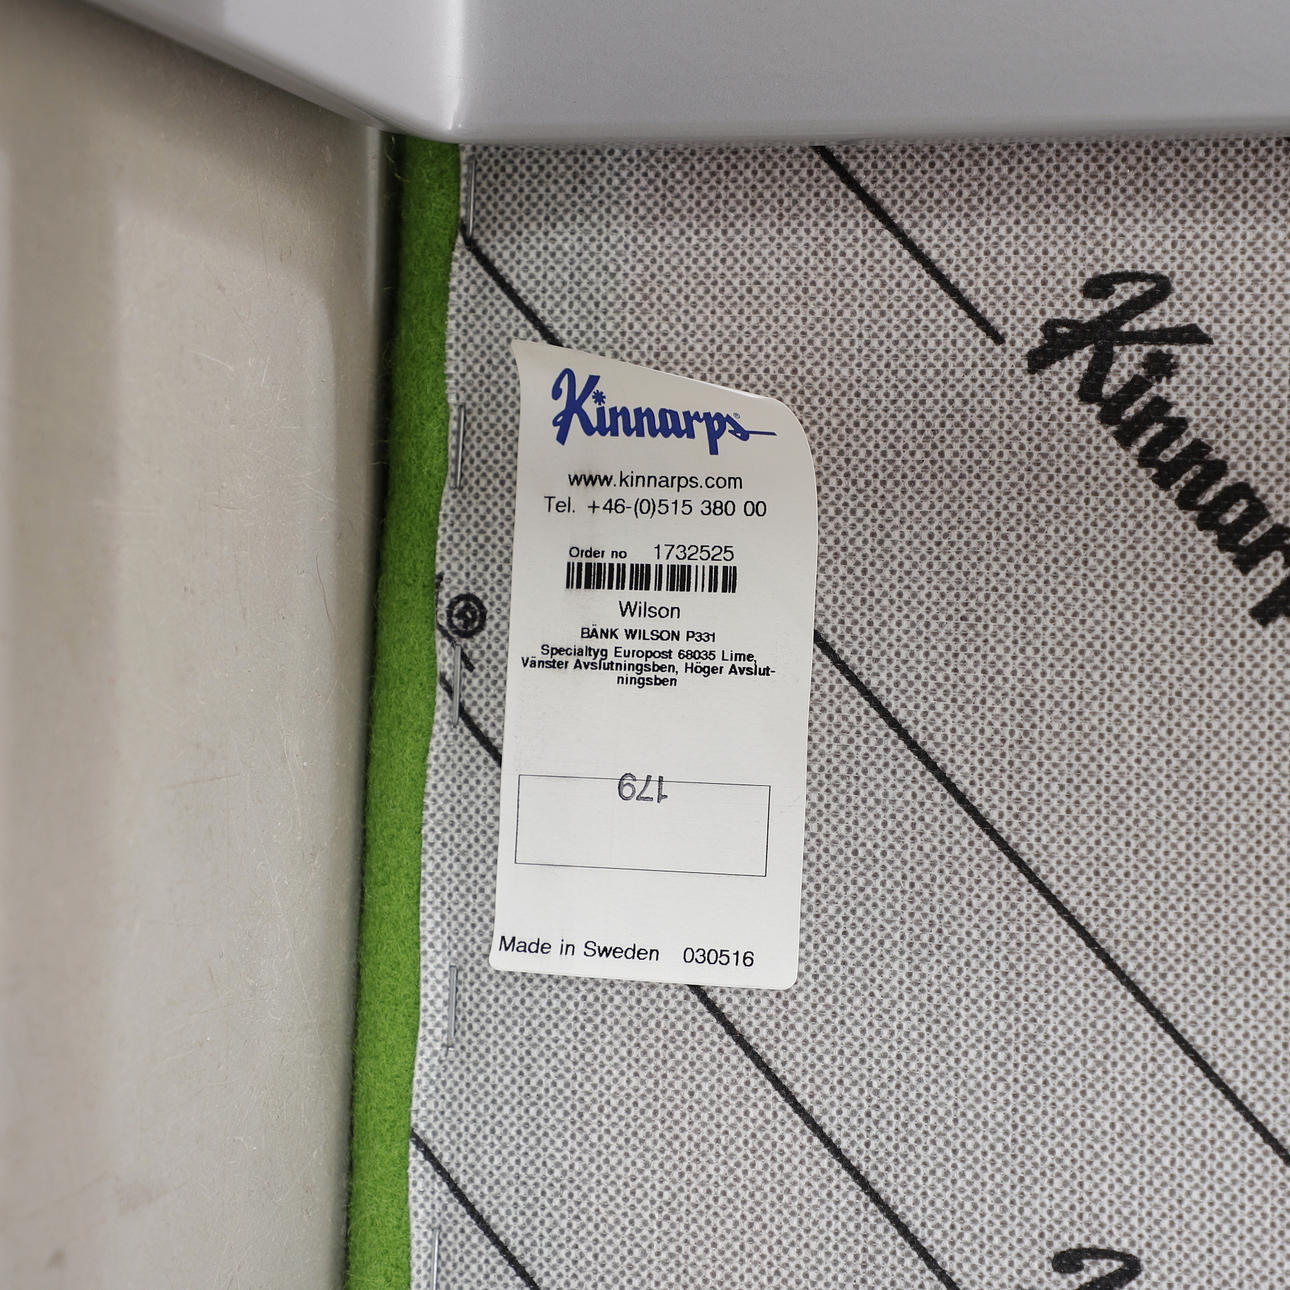 Kinnarps
www.kinnarps.com
Tel. +46-(0)515 380 00
Order no 1732525
Wilson
BÄNK WILSON P331
Specialtyg Europost 68035 Lime,
Vänster Avslutningsben, Höger Avslut-
ningsben
179
Made in Sweden 030516
Kinnarp